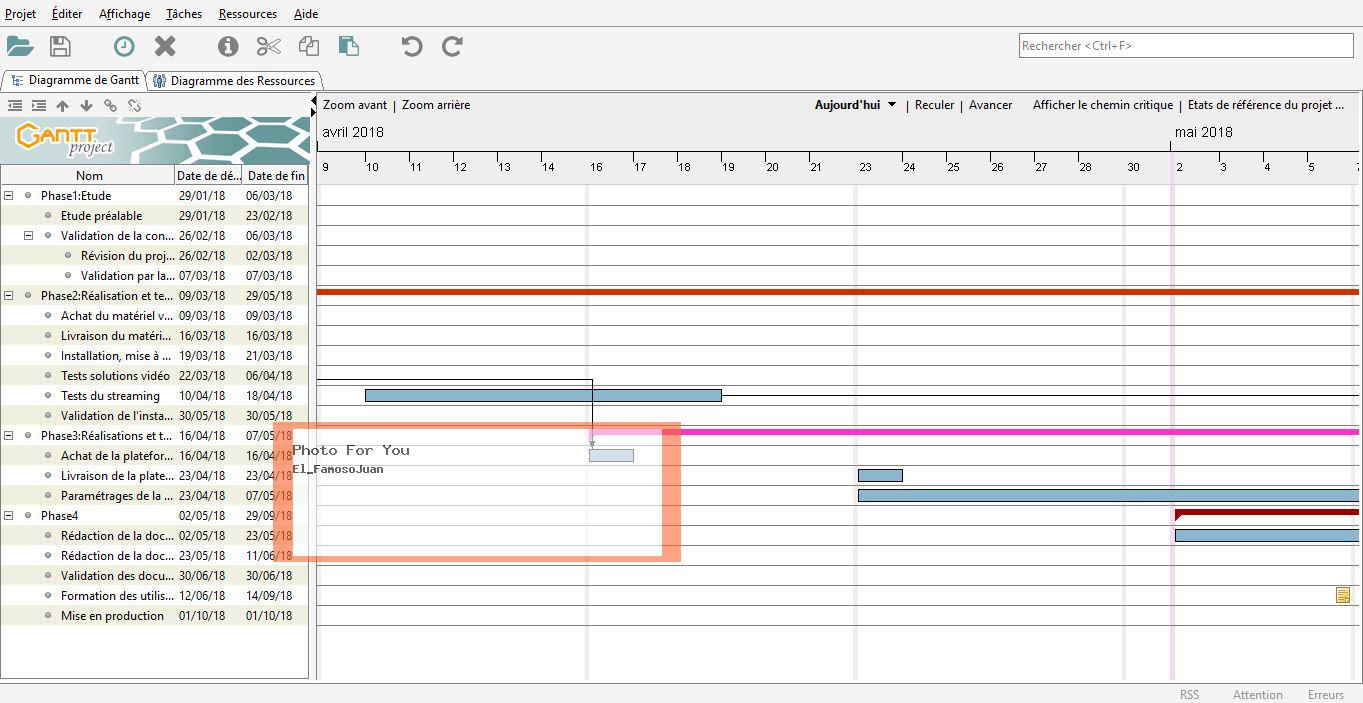 Projet Éditer Affichage Tâches Ressources Aide
Rechercher <Ctrl+F>
Diagramme de Gantt Diagramme des Ressources
Zoom avant | Zoom arrière Aujourd'hui | Reculer | Avancer Afficher le chemin critique | Etats de référence du projet ...
GANTT
project
avril 2018 mai 2018
9 10 11 12 13 14 16 17 18 19 20 21 23 24 25 26 27 28 30 2 3 4 5
Nom Date de dé... Date de fin
Phase1:Etude 29/01/18 06/03/18
Etude préalable 29/01/18 23/02/18
Validation de la con... 26/02/18 06/03/18
Révision du proj... 26/02/18 02/03/18
Validation par la... 07/03/18 07/03/18
Phase2:Réalisation et te... 09/03/18 29/05/18
Achat du matériel v... 09/03/18 09/03/18
Livraison du matéri... 16/03/18 16/03/18
Installation, mise à ... 19/03/18 21/03/18
Tests solutions vidéo 22/03/18 06/04/18
Tests du streaming 10/04/18 18/04/18
Validation de l'insta... 30/05/18 30/05/18
Phase3:Réalisations et t... 16/04/18 07/05/18
Achat de la platefor... 16/04/18 16/04/18
Livraison de la plate... 23/04/18 23/04/18
Paramétrages de la ... 23/04/18 07/05/18
Phase4 02/05/18 29/09/18
Rédaction de la doc... 02/05/18 23/05/18
Rédaction de la doc... 23/05/18 11/06/18
Validation des docu... 30/06/18 30/06/18
Formation des utilis... 12/06/18 14/09/18
Mise en production 01/10/18 01/10/18
Photo For You
El_FamosoJuan
RSS Attention Erreurs